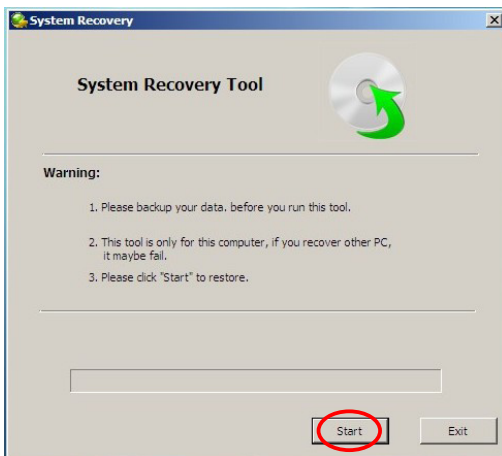 System Recovery
System Recovery Tool
Warning:
1. Please backup your data. before you run this tool.
2. This tool is only for this computer, if you recover other PC,
it maybe fail.
3. Please click "Start" to restore.
Start
Exit